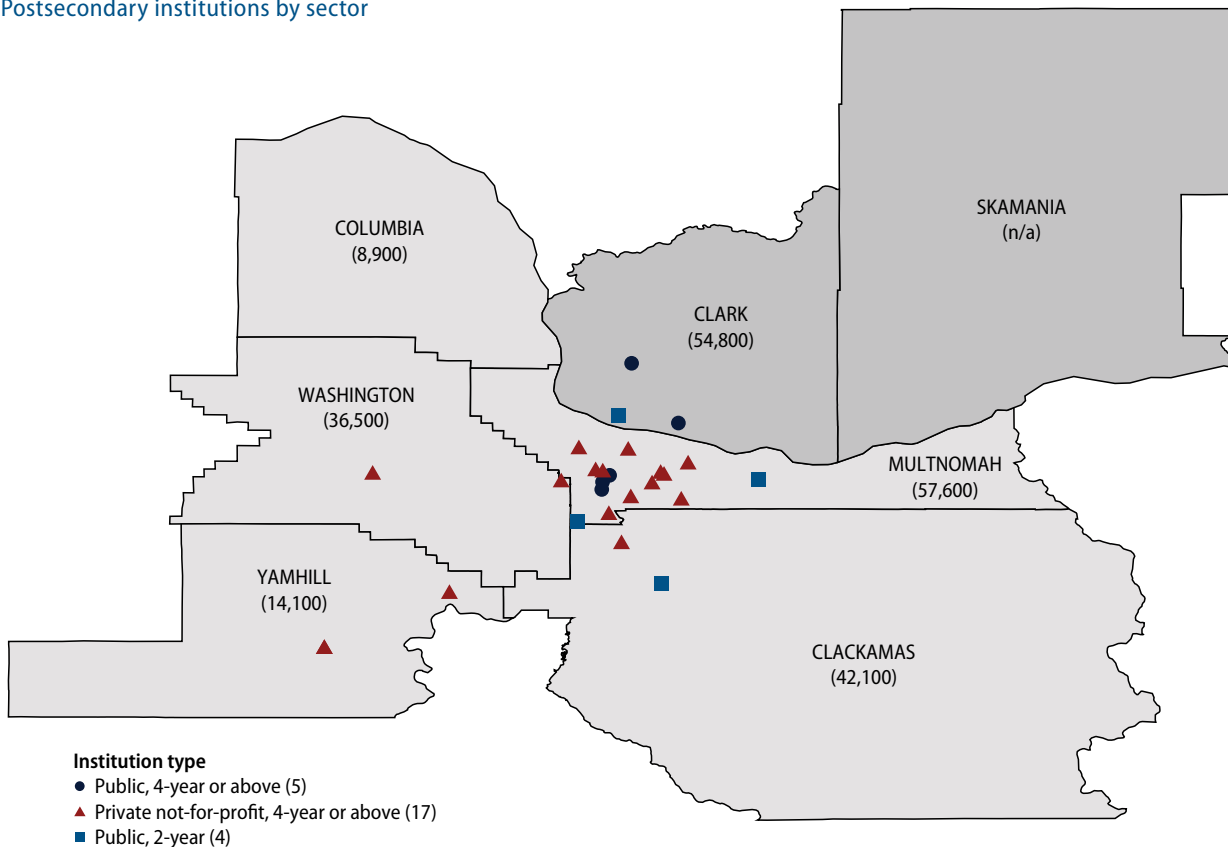 Postsecondary institutions by sector
SKAMANIA
(n/a)
COLUMBIA
(8,900)
CLARK
(54,800)
WASHINGTON
(36,500)
MULTNOMAH
(57,600)
YAMHILL
(14,100)
CLACKAMAS
(42,100)
Institution type
Public, 4-year or above (5)
Private not-for-profit, 4-year or above (17)
Public, 2-year (4)